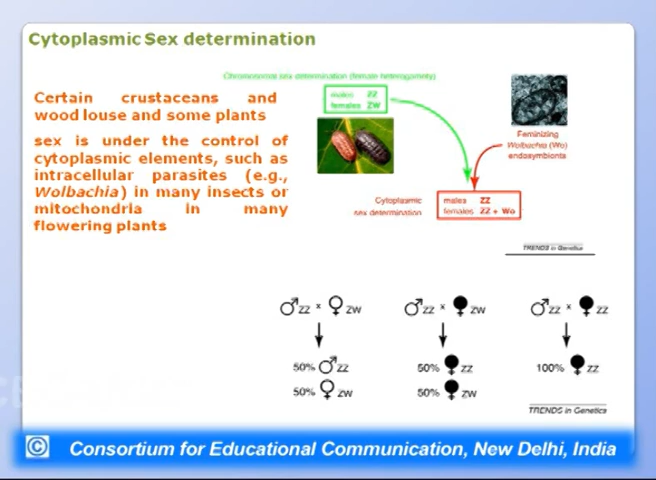 Cytoplasmic Sex determination
Certain crustaceans and
wood louse and some plants
sex is under the control of
cytoplasmic elements, such as
intracellular parasites (e.g.,
Wolbachia) in many insects or
mitochondria in many
flowering plants
Chromosomal sex determination (female heterogamety)
males ZZ
females ZW
Feminizing
Wolbachia (Wo)
endosymbionts
Cytoplasmic
sex determination
males ZZ
females ZZ + Wo
TRENDS in Genetics
♂ZZ × ♀ZW
♂ZZ × ♀ZW
♂ZZ × ♀ZZ
50% ♂ZZ
50% ♀ZW
50% ♀ZZ
50% ♀ZW
100% ♀ZZ
TRENDS in Genetics
© Consortium for Educational Communication, New Delhi, India